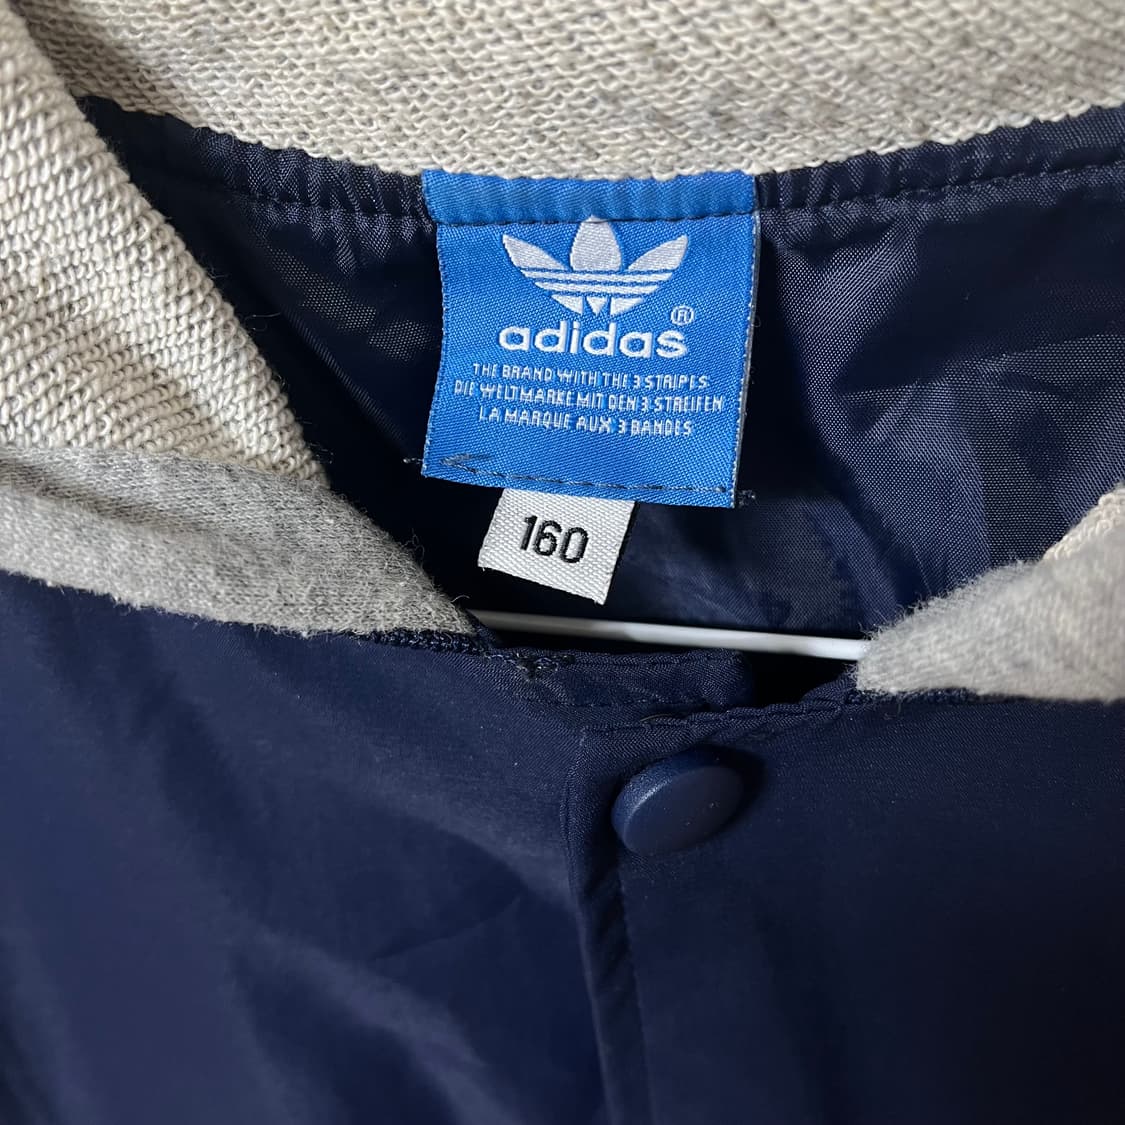 adidas®
THE BRAND WITH THE 3 STRIPES
DIE WELTMARKE MIT DEN 3 STREIFEN
LA MARQUE AUX 3 BANDES
160